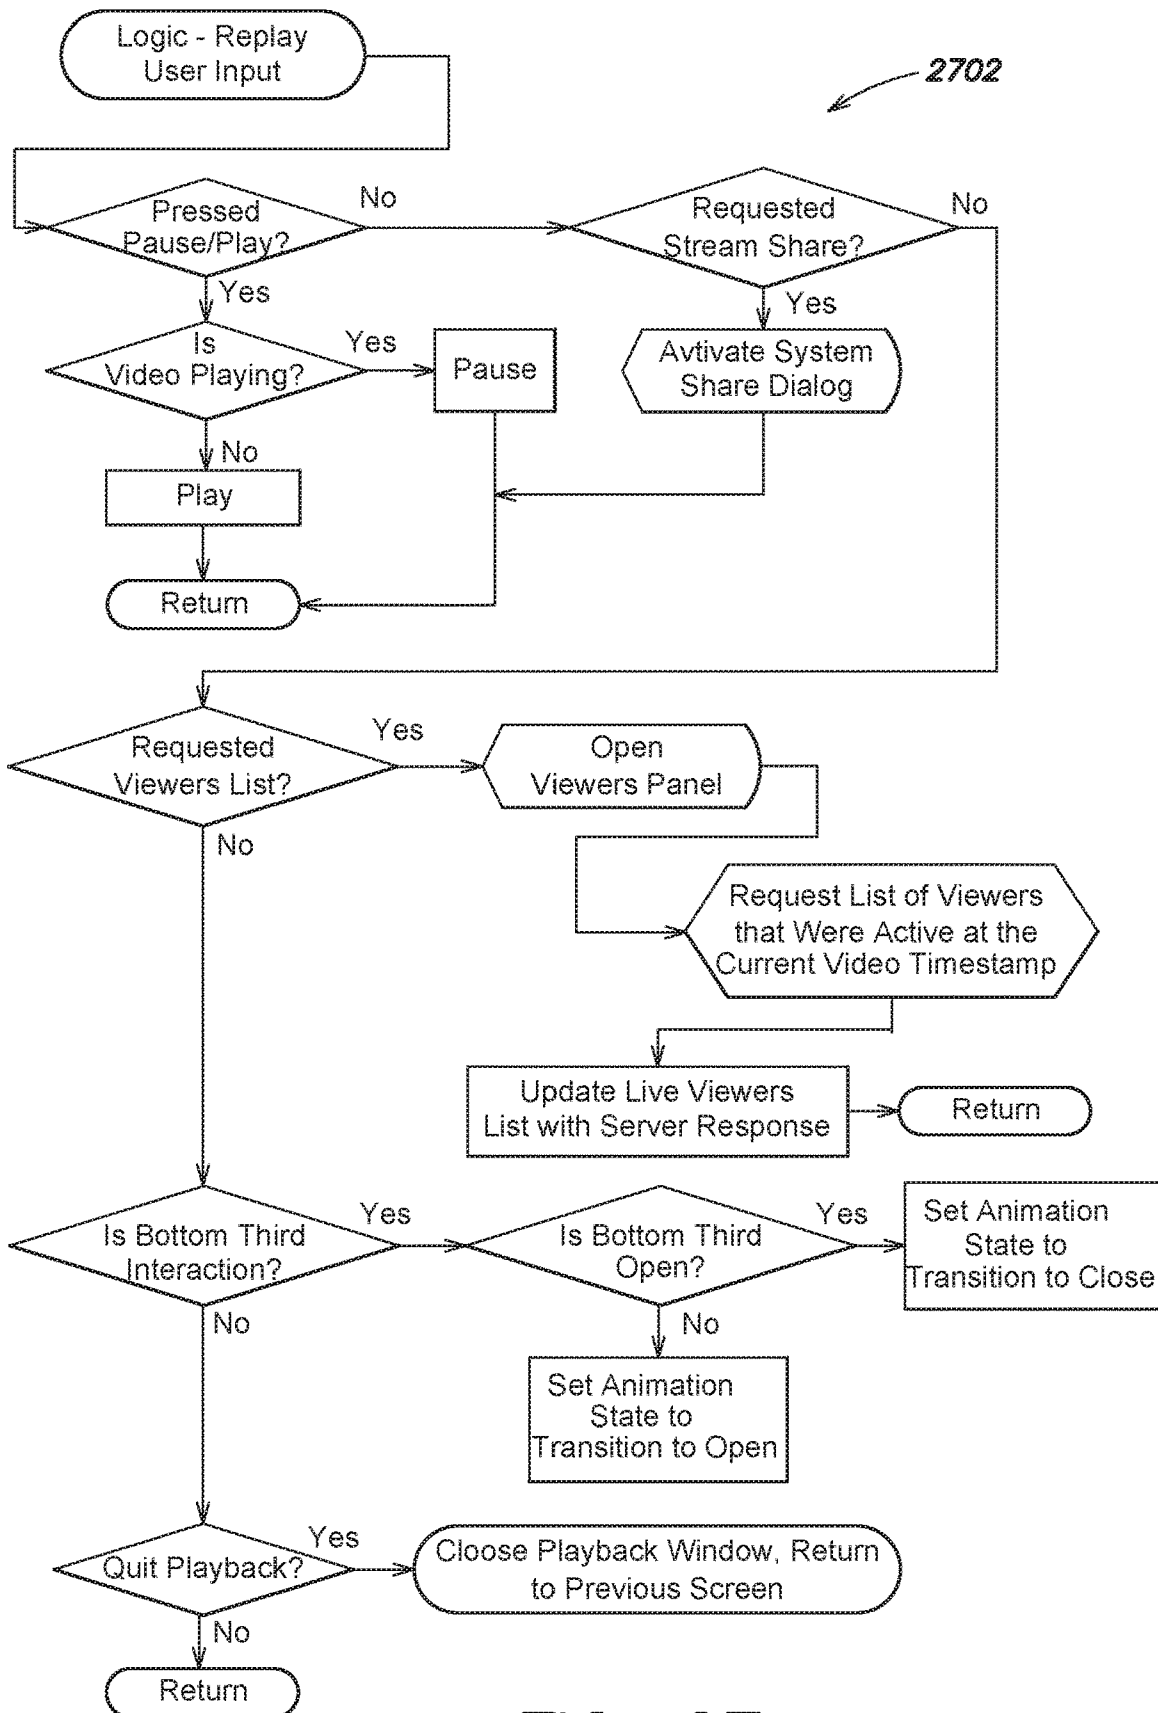 Logic - Replay
User Input
2702
Pressed
Pause/Play?
No
Requested
Stream Share?
No
Yes
Yes
Is
Video Playing?
Yes
Pause
Avtivate System
Share Dialog
No
Play
Return
Requested
Viewers List?
Yes
Open
Viewers Panel
No
Request List of Viewers
that Were Active at the
Current Video Timestamp
Update Live Viewers
List with Server Response
Return
Is Bottom Third
Interaction?
Yes
Is Bottom Third
Open?
Yes
Set Animation
State to
Transition to Close
No
No
Set Animation
State to
Transition to Open
Quit Playback?
Yes
Cloose Playback Window, Return
to Previous Screen
No
Return